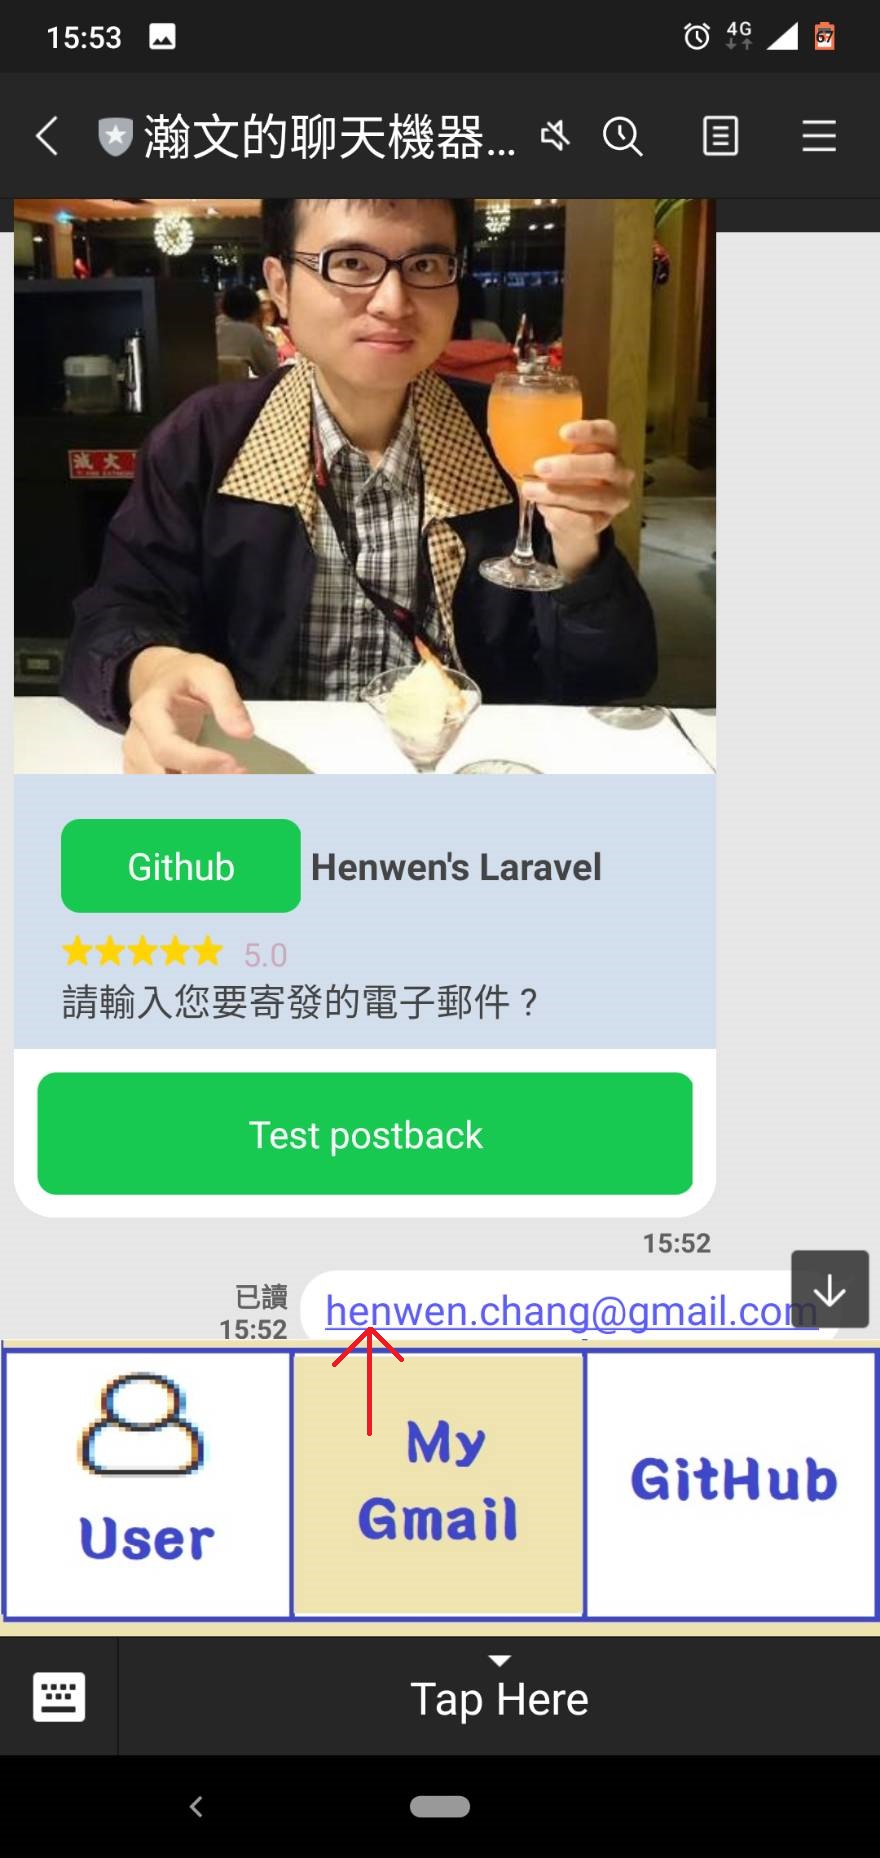 15:53
4G
67
瀚文的聊天機器...
滅火
Github
Henwen's Laravel
5.0
請輸入您要寄發的電子郵件？
Test postback
15:52
已讀
15:52
henwen.chang@gmail.com
User
My
Gmail
GitHub
Tap Here